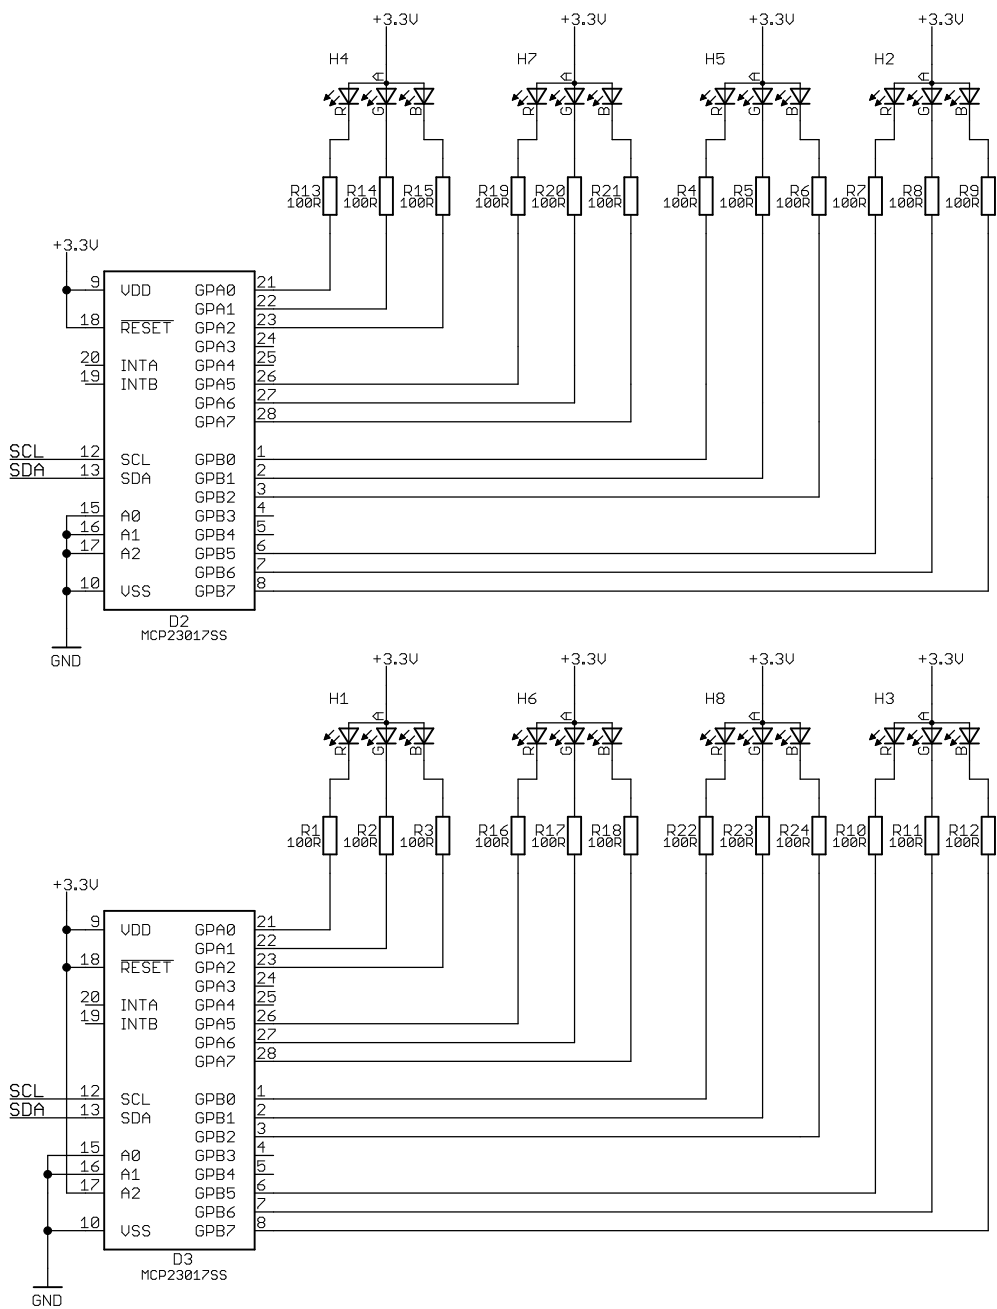 +3.3V +3.3V +3.3V +3.3V
H4 H7 H5 H2
A A A A
R G B R G B R G B R G B
R13 R14 R15 R19 R20 R21 R4 R5 R6 R7 R8 R9
100R 100R 100R 100R 100R 100R 100R 100R 100R 100R 100R 100R
+3.3V
9 VDD GPA0 21
GPA1 22
18 RESET GPA2 23
GPA3 24
20 INTA GPA4 25
19 INTB GPA5 26
GPA6 27
GPA7 28
SCL 12 SCL GPB0 1
SDA 13 SDA GPB1 2
GPB2 3
15 A0 GPB3 4
16 A1 GPB4 5
17 A2 GPB5 6
GPB6 7
10 VSS GPB7 8
D2
MCP23017SS
GND
+3.3V +3.3V +3.3V +3.3V
H1 H6 H8 H3
A A A A
R G B R G B R G B R G B
R1 R2 R3 R16 R17 R18 R22 R23 R24 R10 R11 R12
100R 100R 100R 100R 100R 100R 100R 100R 100R 100R 100R 100R
+3.3V
9 VDD GPA0 21
GPA1 22
18 RESET GPA2 23
GPA3 24
20 INTA GPA4 25
19 INTB GPA5 26
GPA6 27
GPA7 28
SCL 12 SCL GPB0 1
SDA 13 SDA GPB1 2
GPB2 3
15 A0 GPB3 4
16 A1 GPB4 5
17 A2 GPB5 6
GPB6 7
10 VSS GPB7 8
D3
MCP23017SS
GND